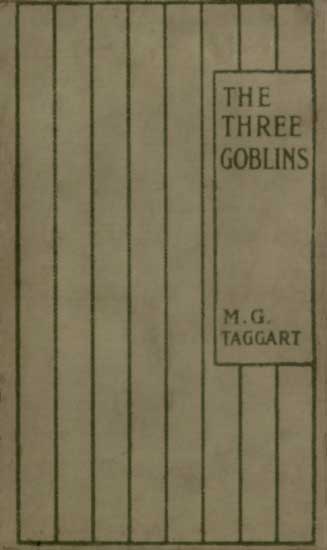 THE
THREE
GOBLINS
M. G.
TAGGART